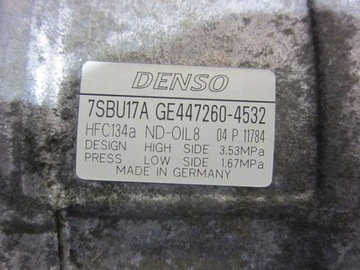 DENSO
7SBU17A GE447260-4532
HFC134a ND-OIL8 04 P 11784
DESIGN HIGH SIDE 3.53MPa
PRESS LOW SIDE 1.67MPa
MADE IN GERMANY